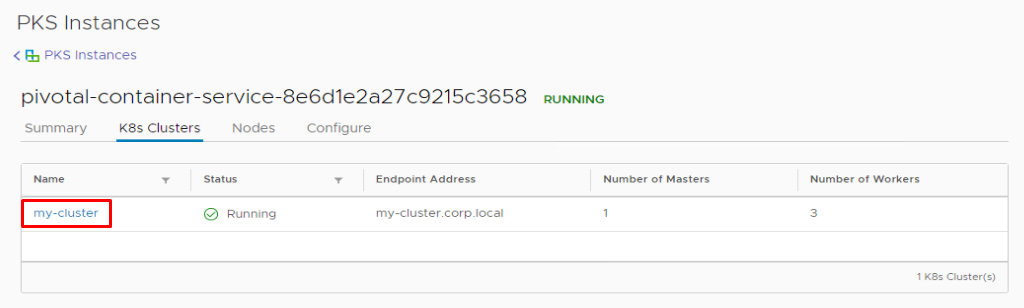 PKS Instances
PKS Instances
pivotal-container-service-8e6d1e2a27c9215c3658 RUNNING
Summary K8s Clusters Nodes Configure
Name Status Endpoint Address Number of Masters Number of Workers
my-cluster Running my-cluster.corp.local 1 3
1 K8s Cluster(s)